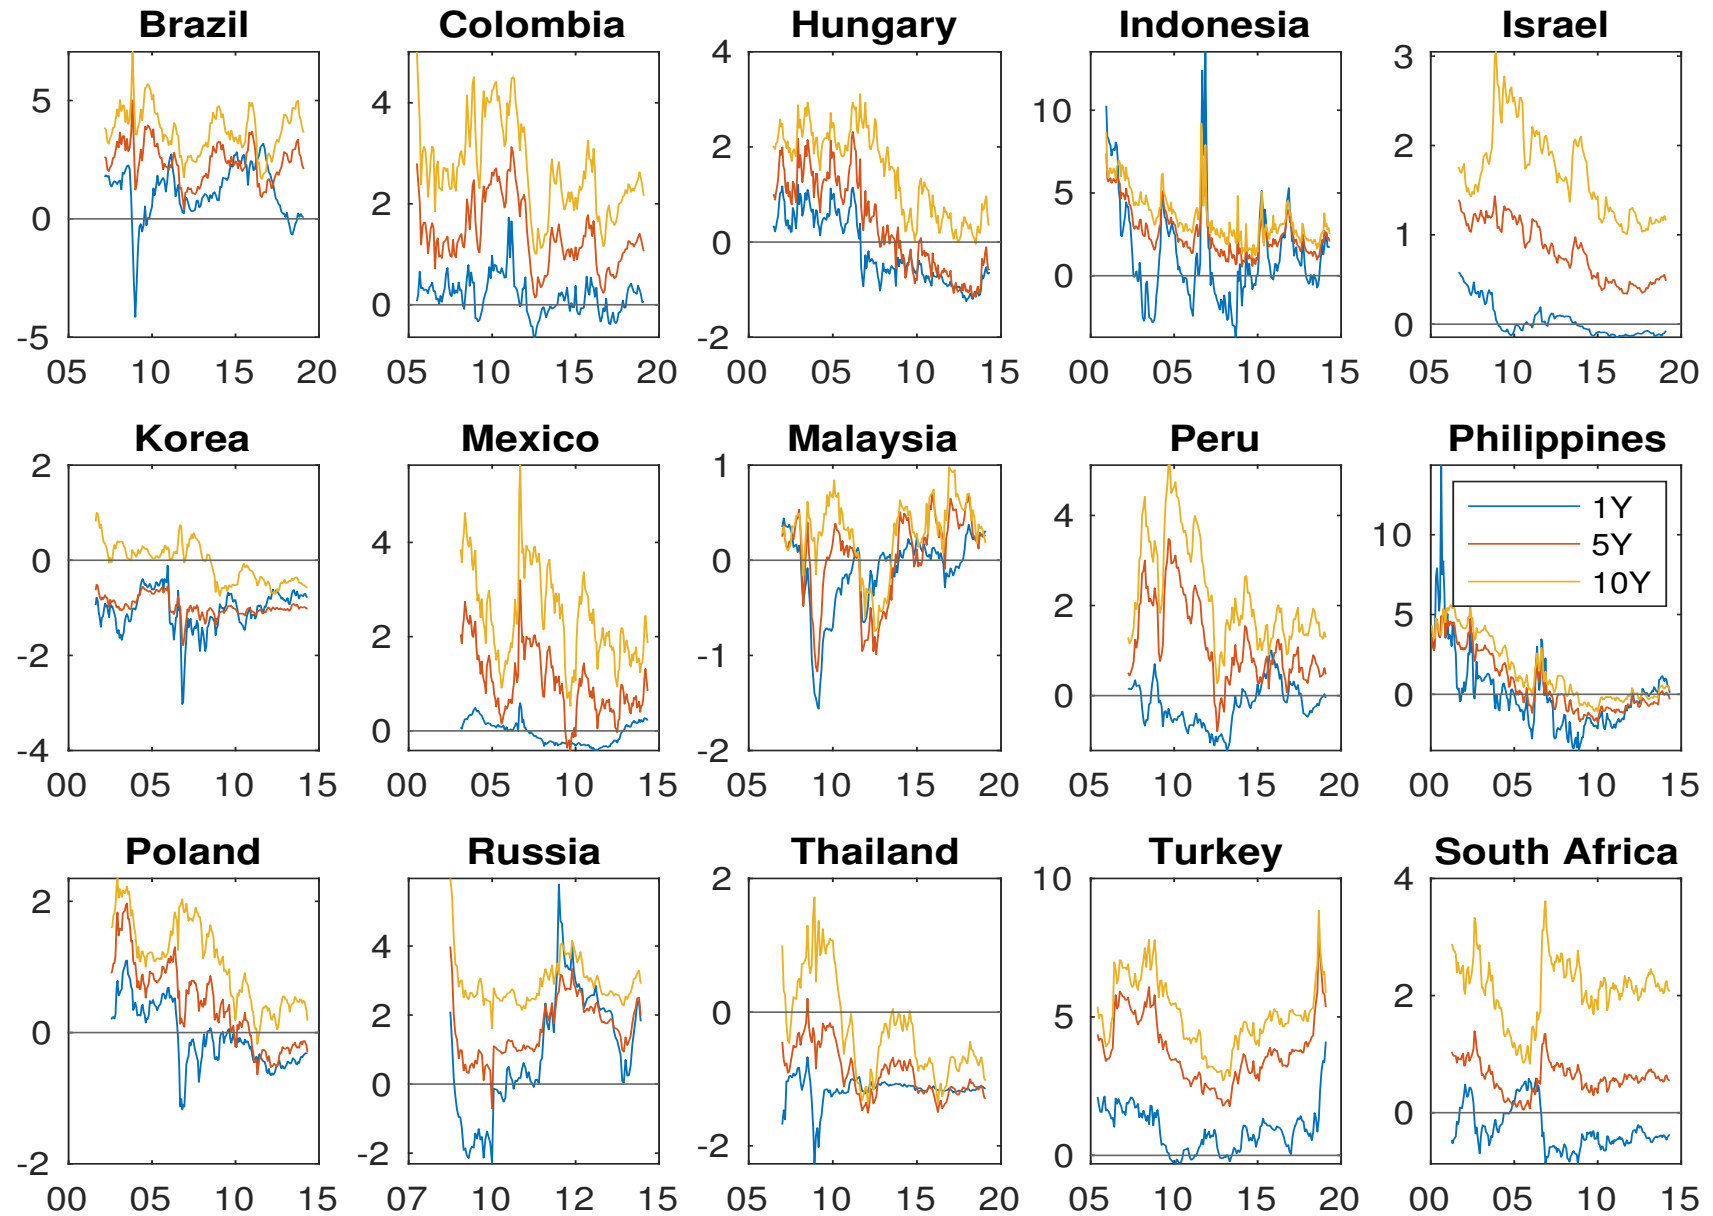 Brazil Colombia Hungary Indonesia Israel
5 0 -5
05 10 15 20
4 2 0
05 10 15 20
4 2 0 -2
00 05 10 15
10 5 0
00 05 10 15
3 2 1 0
05 10 15 20
Korea Mexico Malaysia Peru Philippines
2 0 -2 -4
00 05 10 15
4 2 0
00 05 10 15
1 0 -1 -2
05 10 15 20
4 2 0
05 10 15 20
10 5 0
00 05 10 15
1Y
5Y
10Y
Poland Russia Thailand Turkey South Africa
2 0 -2
00 05 10 15
4 2 0 -2
07 10 12 15
2 0 -2
05 10 15 20
10 5 0
05 10 15 20
4 2 0
00 05 10 15